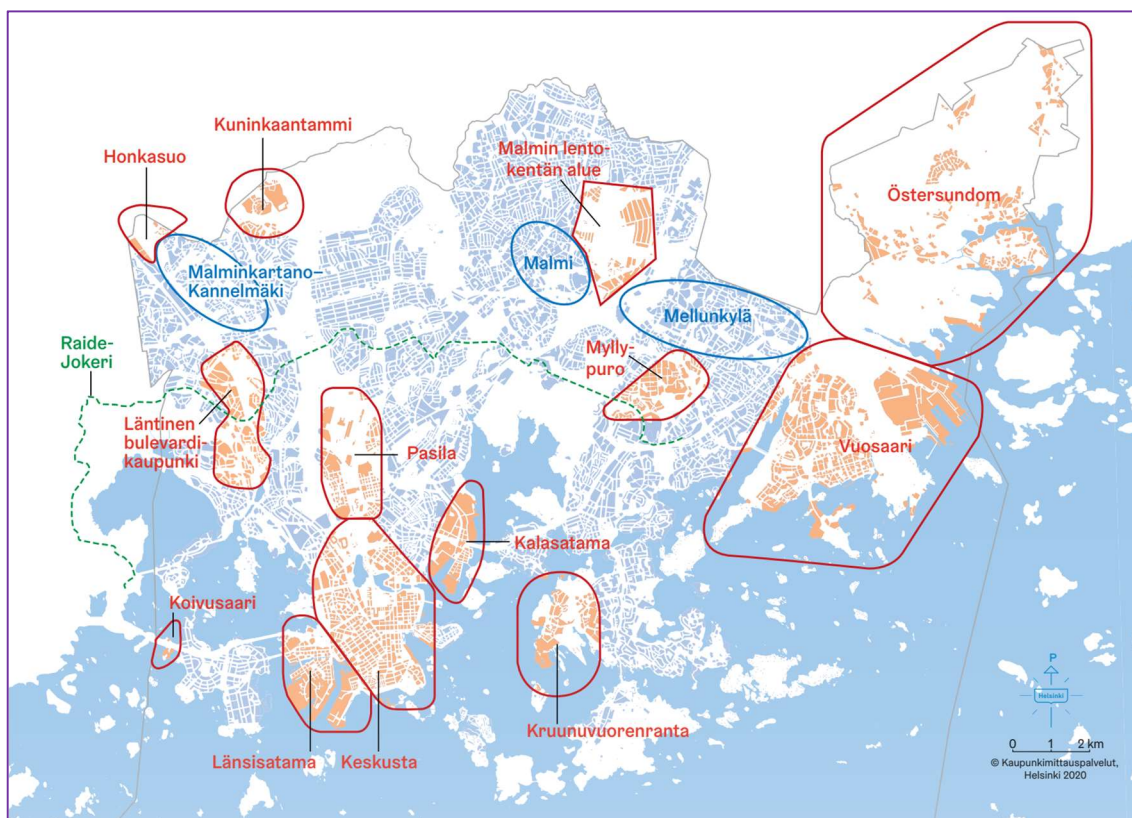 Kuninkaantammi
Honkasuo
Malmin lento-
kentän alue
Östersundom
Malminkartano–
Kannelmäki
Malmi
Mellunkylä
Raide-
Jokeri
Mylly-
puro
Läntinen
bulevardi-
kaupunki
Pasila
Vuosaari
Kalasatama
Koivusaari
Kruunuvuorenranta
Länsisatama
Keskusta
P
Helsinki
0 1 2 km
© Kaupunkimittauspalvelut,
Helsinki 2020